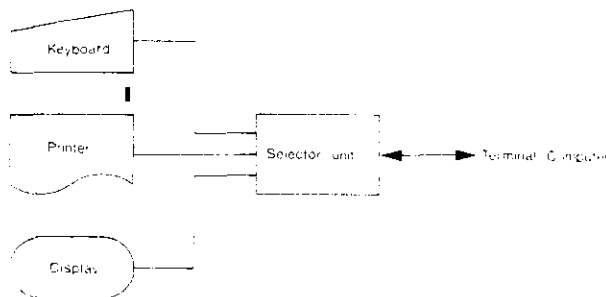 Keyboard
Printer
Selector unit
Terminal Computer
Display